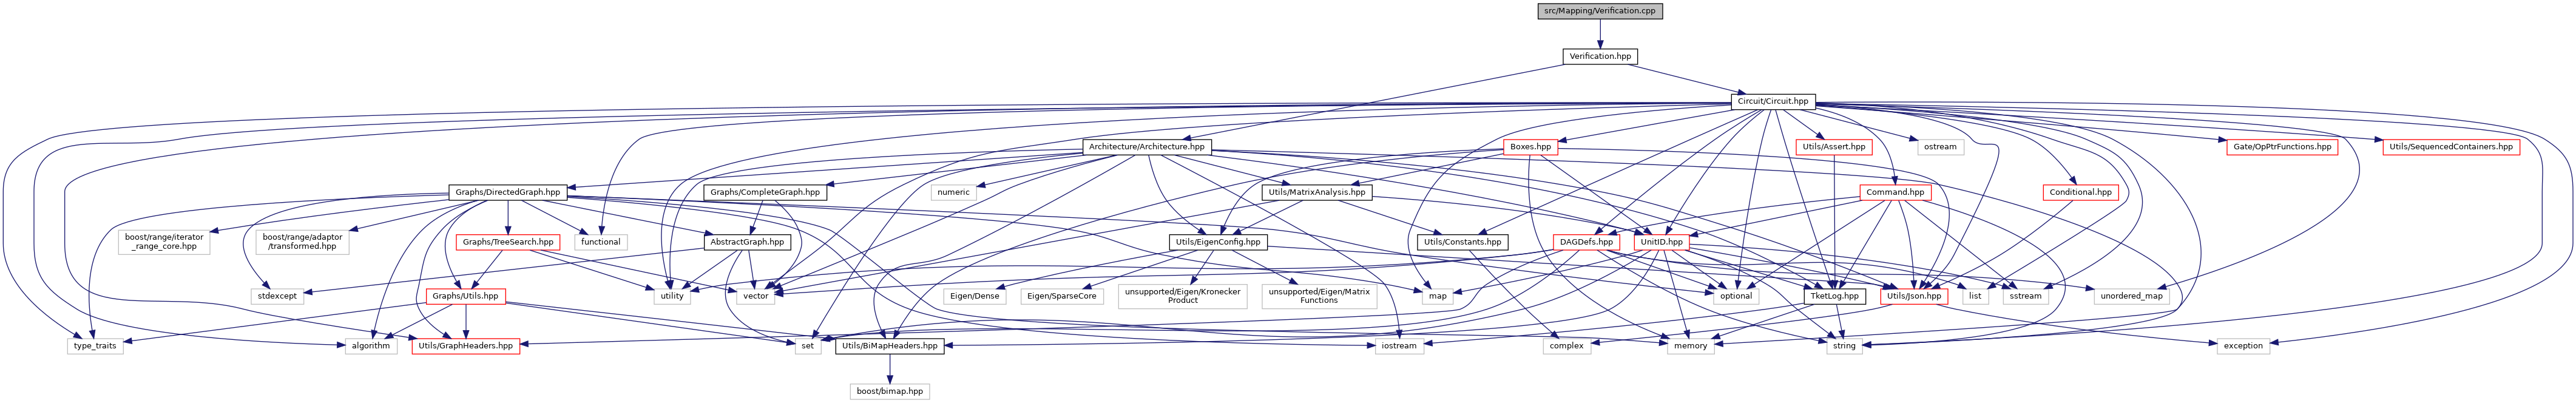 src/Mapping/Verification.cpp
Verification.hpp
Circuit/Circuit.hpp
Architecture/Architecture.hpp
Boxes.hpp
Utils/Assert.hpp
ostream
Gate/OpPtrFunctions.hpp
Utils/SequencedContainers.hpp
Graphs/DirectedGraph.hpp
Graphs/CompleteGraph.hpp
numeric
Utils/MatrixAnalysis.hpp
Command.hpp
Conditional.hpp
boost/range/iterator
_range_core.hpp
boost/range/adaptor
/transformed.hpp
Graphs/TreeSearch.hpp
functional
AbstractGraph.hpp
Utils/EigenConfig.hpp
Utils/Constants.hpp
DAGDefs.hpp
UnitID.hpp
stdexcept
Graphs/Utils.hpp
utility
vector
Eigen/Dense
Eigen/SparseCore
unsupported/Eigen/Kronecker
Product
unsupported/Eigen/Matrix
Functions
map
optional
TketLog.hpp
Utils/Json.hpp
list
sstream
unordered_map
type_traits
algorithm
Utils/GraphHeaders.hpp
set
Utils/BiMapHeaders.hpp
iostream
complex
memory
string
exception
boost/bimap.hpp